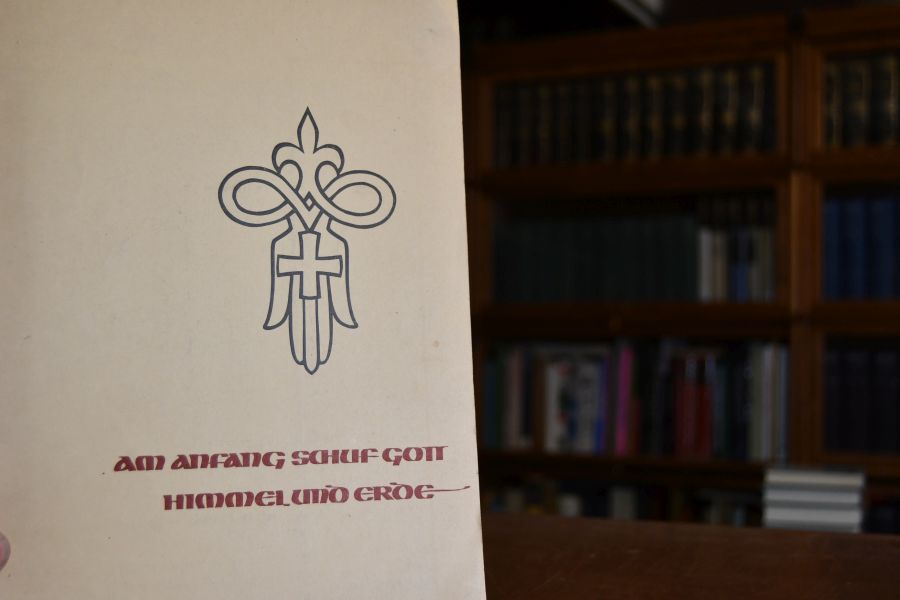 AM ANFANG SCHUF GOTT
HIMMEL UND ERDE